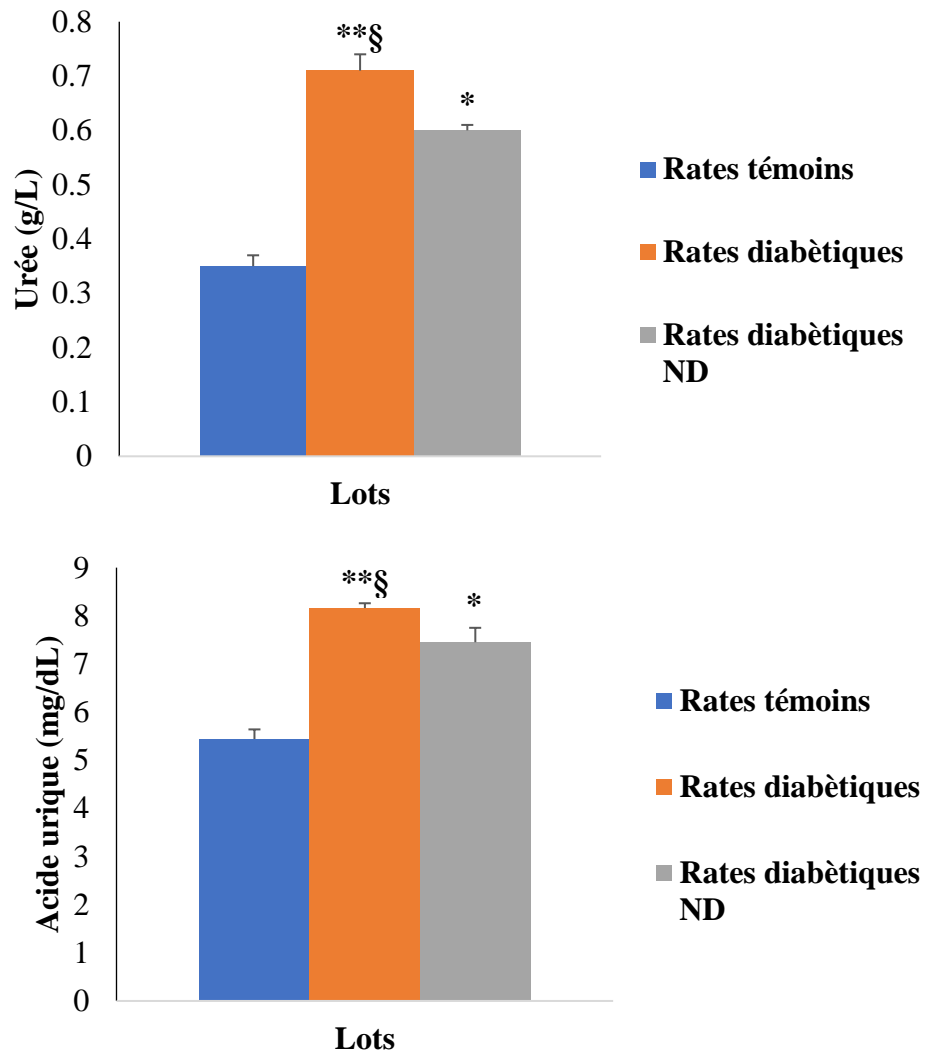 0.8
0.7
0.6
0.5
0.4
0.3
0.2
0.1
0
Urée (g/L)
**§
*
Lots
Rates témoins
Rates diabètiques
Rates diabètiques
ND
9
8
7
6
5
4
3
2
1
0
Acide urique (mg/dL)
**§
*
Lots
Rates témoins
Rates diabètiques
Rates diabètiques
ND